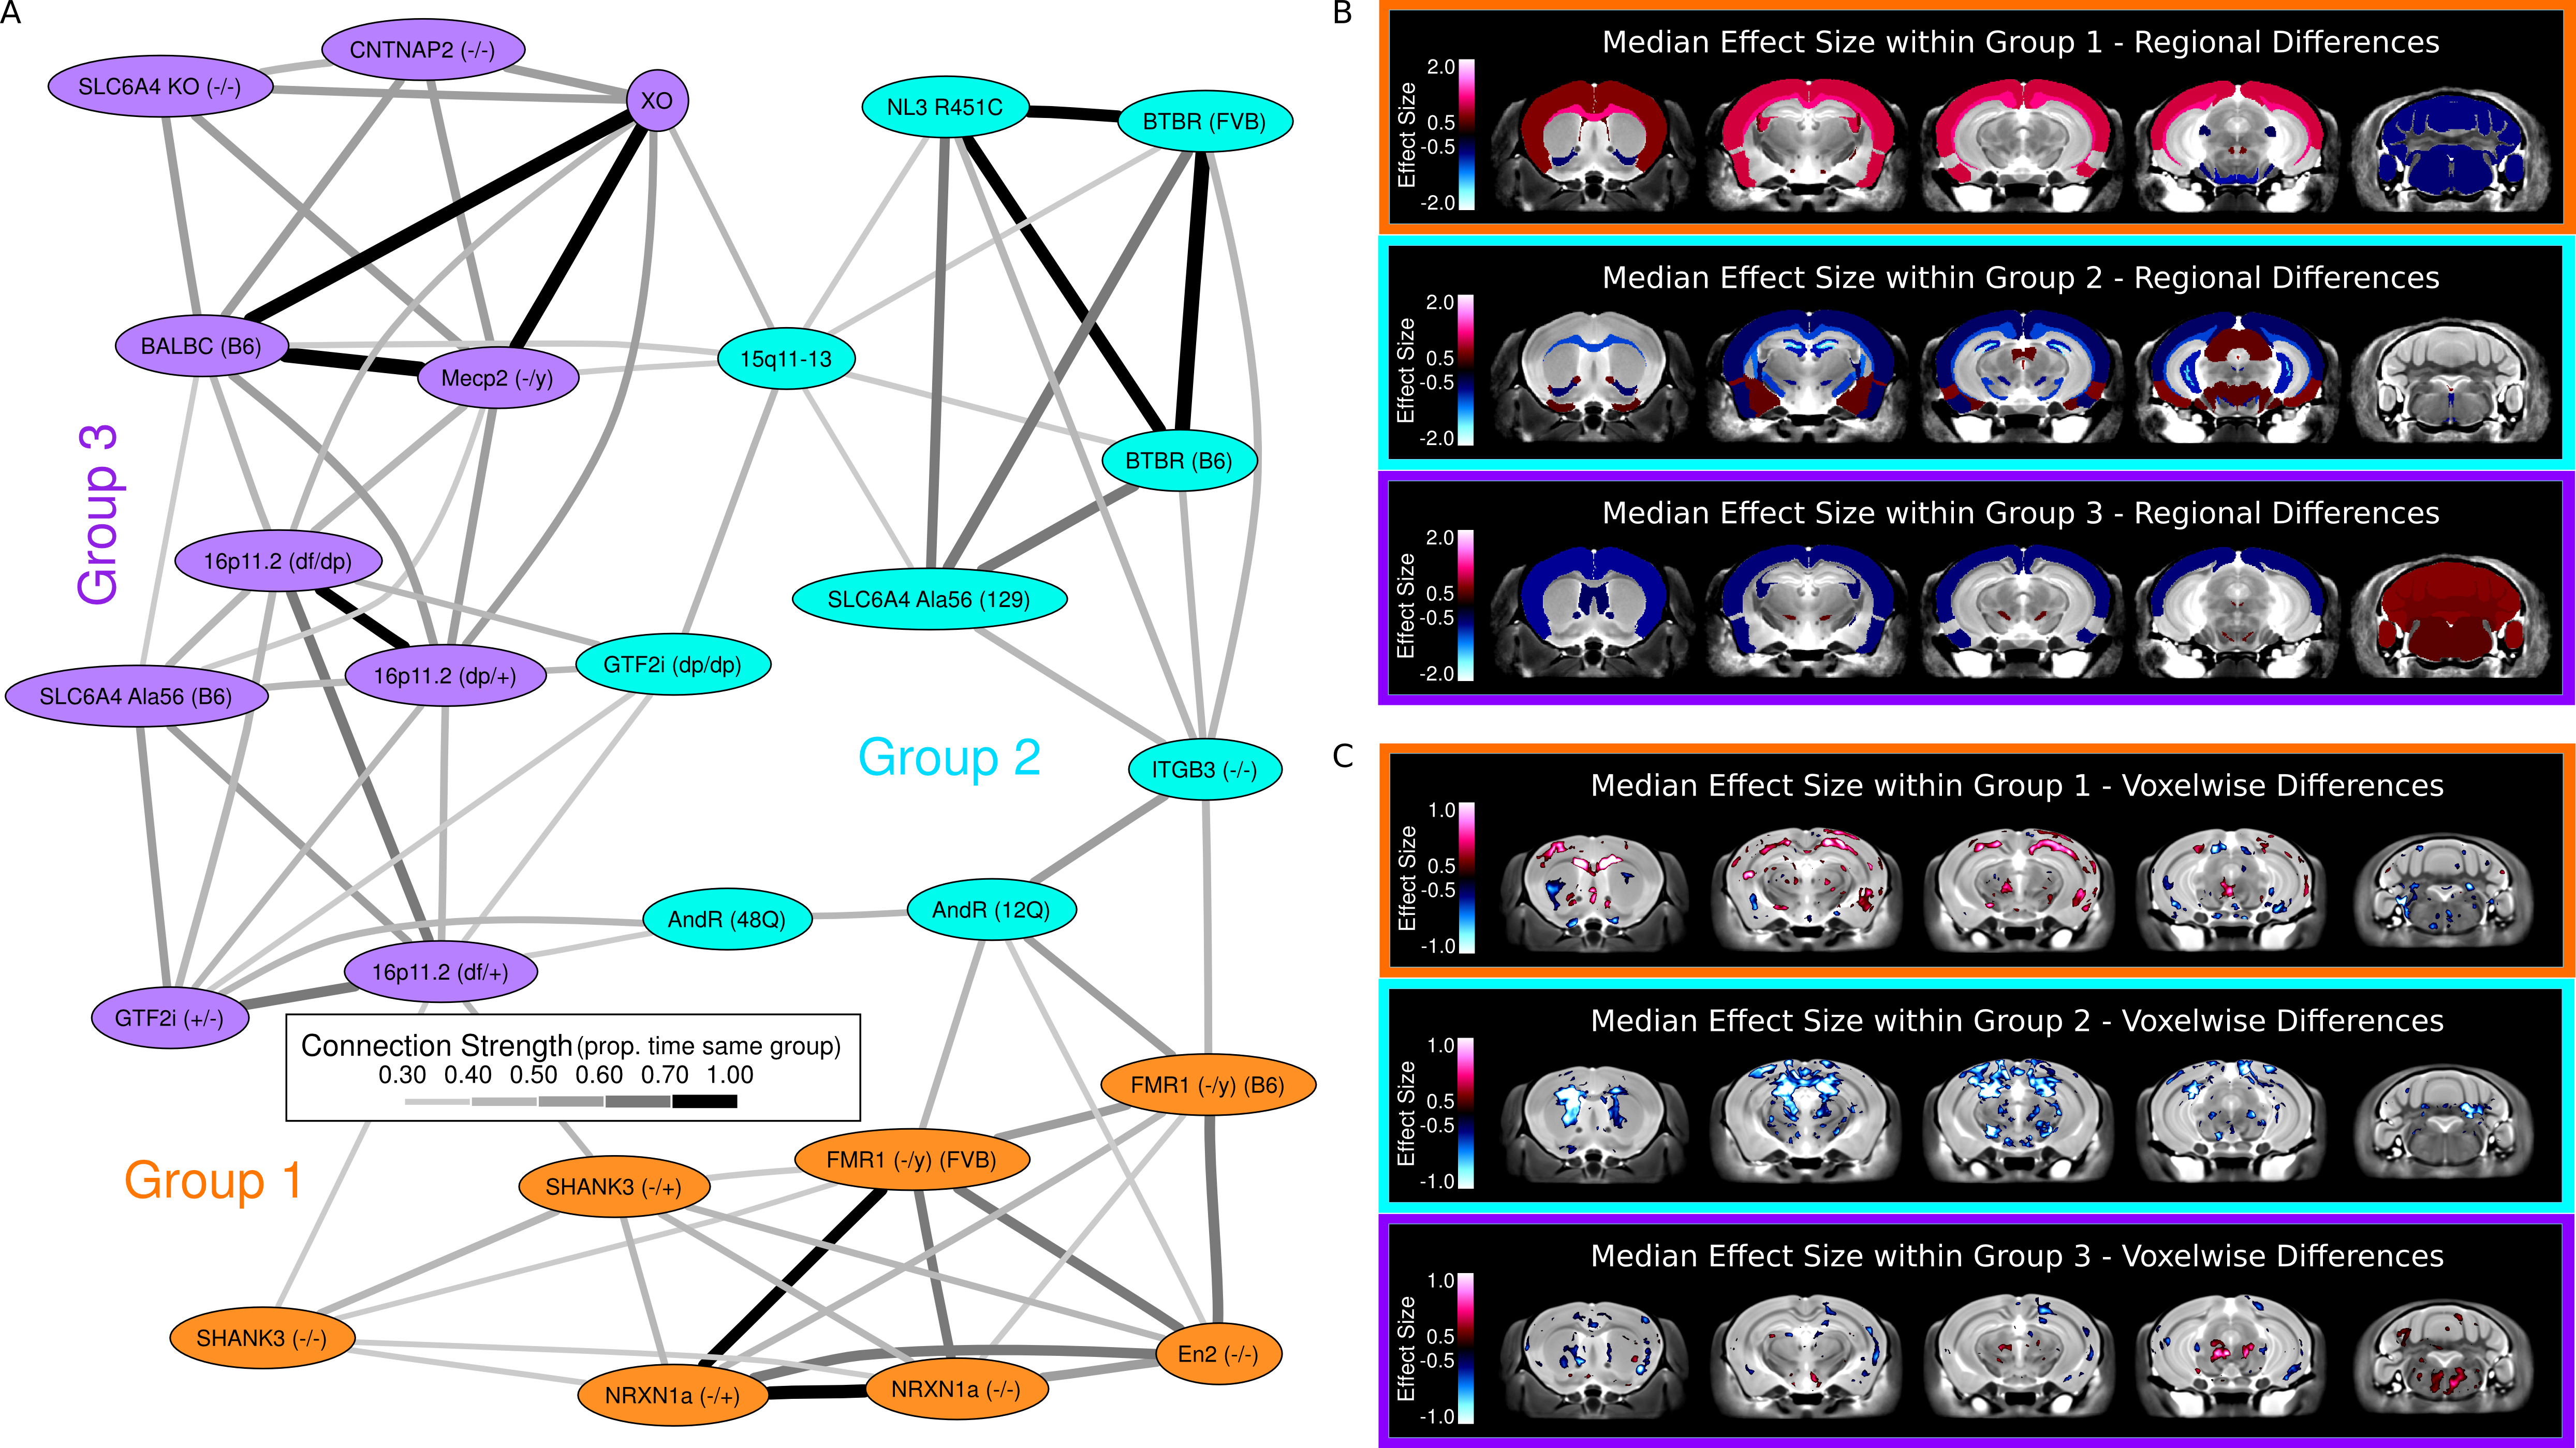 A
CNTNAP2 (-/-)
SLC6A4 KO (-/-)
XO
NL3 R451C
BTBR (FVB)
BALBC (B6)
Mecp2 (-/y)
15q11-13
BTBR (B6)
Group 3
16p11.2 (df/dp)
SLC6A4 Ala56 (129)
SLC6A4 Ala56 (B6)
16p11.2 (dp/+)
GTF2i (dp/dp)
Group 2
ITGB3 (-/-)
AndR (48Q)
AndR (12Q)
16p11.2 (df/+)
GTF2i (+/-)
Connection Strength (prop. time same group)
0.30 0.40 0.50 0.60 0.70 1.00
FMR1 (-/y) (B6)
Group 1
SHANK3 (-/+)
FMR1 (-/y) (FVB)
SHANK3 (-/-)
NRXN1a (-/+)
NRXN1a (-/-)
En2 (-/-)
B
Median Effect Size within Group 1 - Regional Differences
Effect Size
2.0
0.5
-0.5
-2.0
Median Effect Size within Group 2 - Regional Differences
Effect Size
2.0
0.5
-0.5
-2.0
Median Effect Size within Group 3 - Regional Differences
Effect Size
2.0
0.5
-0.5
-2.0
C
Median Effect Size within Group 1 - Voxelwise Differences
Effect Size
1.0
0.5
-0.5
-1.0
Median Effect Size within Group 2 - Voxelwise Differences
Effect Size
1.0
0.5
-0.5
-1.0
Median Effect Size within Group 3 - Voxelwise Differences
Effect Size
1.0
0.5
-0.5
-1.0